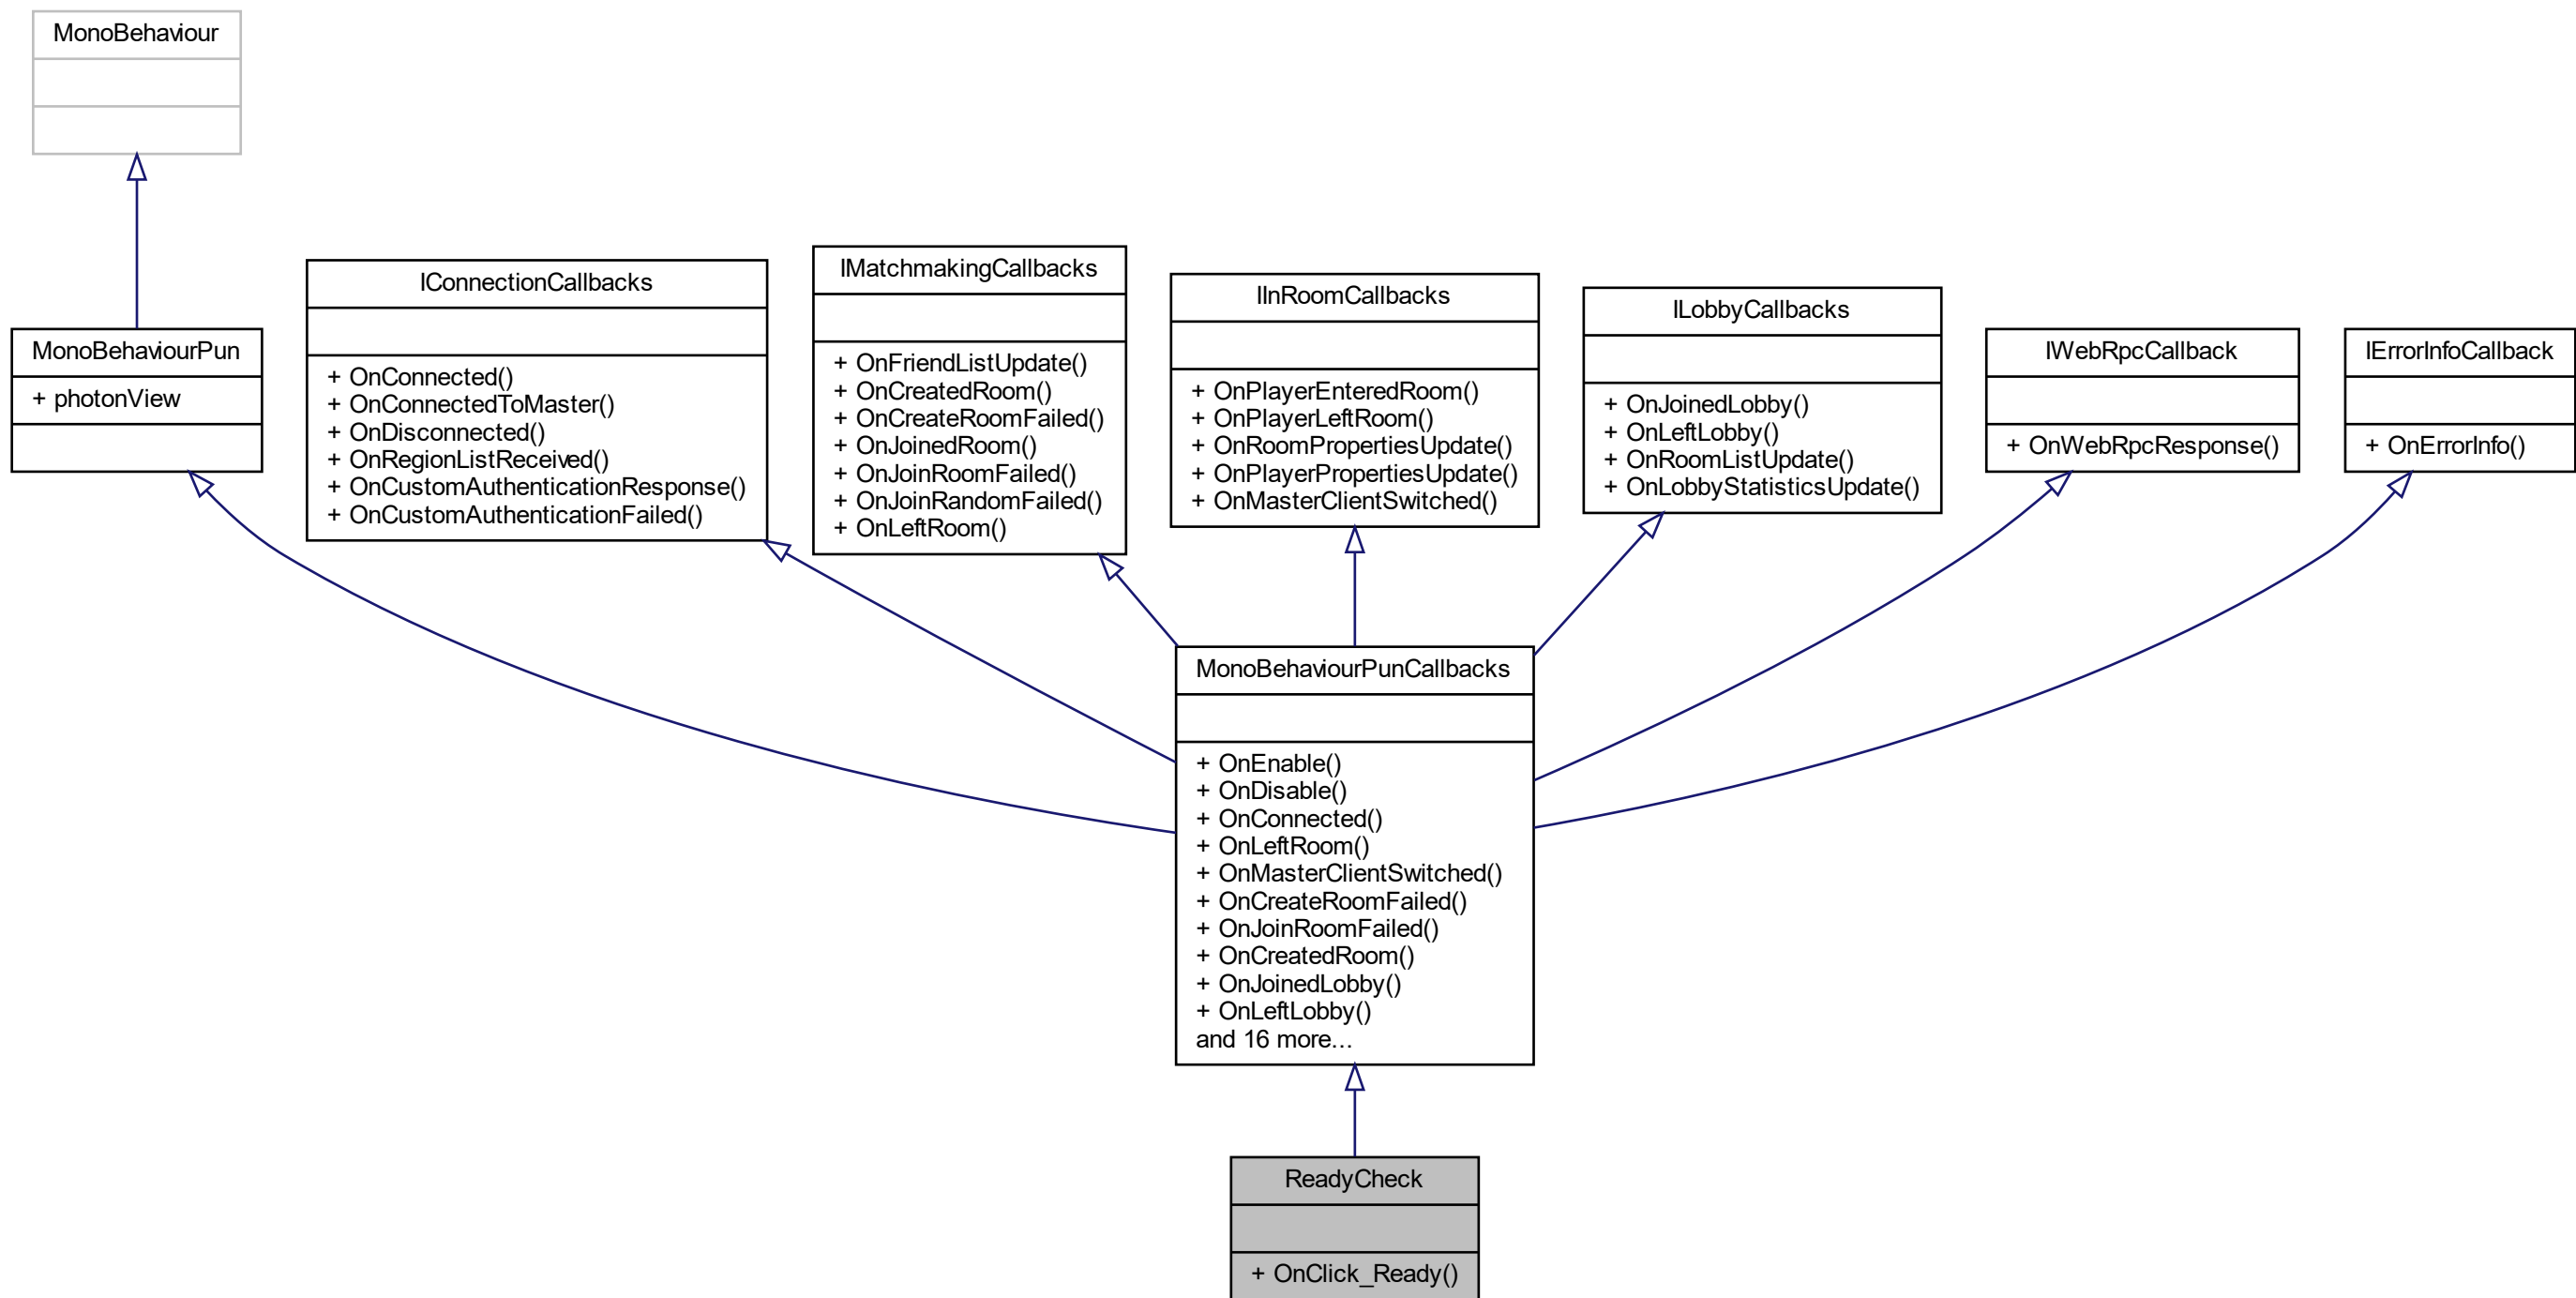 MonoBehaviour
MonoBehaviourPun
+ photonView
IConnectionCallbacks
+ OnConnected()
+ OnConnectedToMaster()
+ OnDisconnected()
+ OnRegionListReceived()
+ OnCustomAuthenticationResponse()
+ OnCustomAuthenticationFailed()
IMatchmakingCallbacks
+ OnFriendListUpdate()
+ OnCreatedRoom()
+ OnCreateRoomFailed()
+ OnJoinedRoom()
+ OnJoinRoomFailed()
+ OnJoinRandomFailed()
+ OnLeftRoom()
IInRoomCallbacks
+ OnPlayerEnteredRoom()
+ OnPlayerLeftRoom()
+ OnRoomPropertiesUpdate()
+ OnPlayerPropertiesUpdate()
+ OnMasterClientSwitched()
ILobbyCallbacks
+ OnJoinedLobby()
+ OnLeftLobby()
+ OnRoomListUpdate()
+ OnLobbyStatisticsUpdate()
IWebRpcCallback
+ OnWebRpcResponse()
IErrorInfoCallback
+ OnErrorInfo()
MonoBehaviourPunCallbacks
+ OnEnable()
+ OnDisable()
+ OnConnected()
+ OnLeftRoom()
+ OnMasterClientSwitched()
+ OnCreateRoomFailed()
+ OnJoinRoomFailed()
+ OnCreatedRoom()
+ OnJoinedLobby()
+ OnLeftLobby()
and 16 more...
ReadyCheck
+ OnClick_Ready()